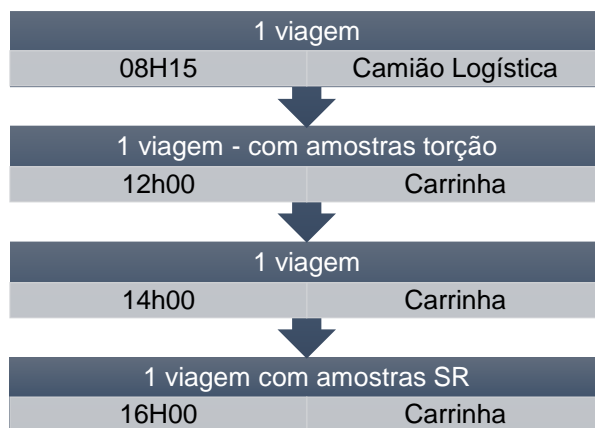 1 viagem
08H15 Camião Logística
1 viagem - com amostras torção
12h00 Carrinha
1 viagem
14h00 Carrinha
1 viagem com amostras SR
16H00 Carrinha